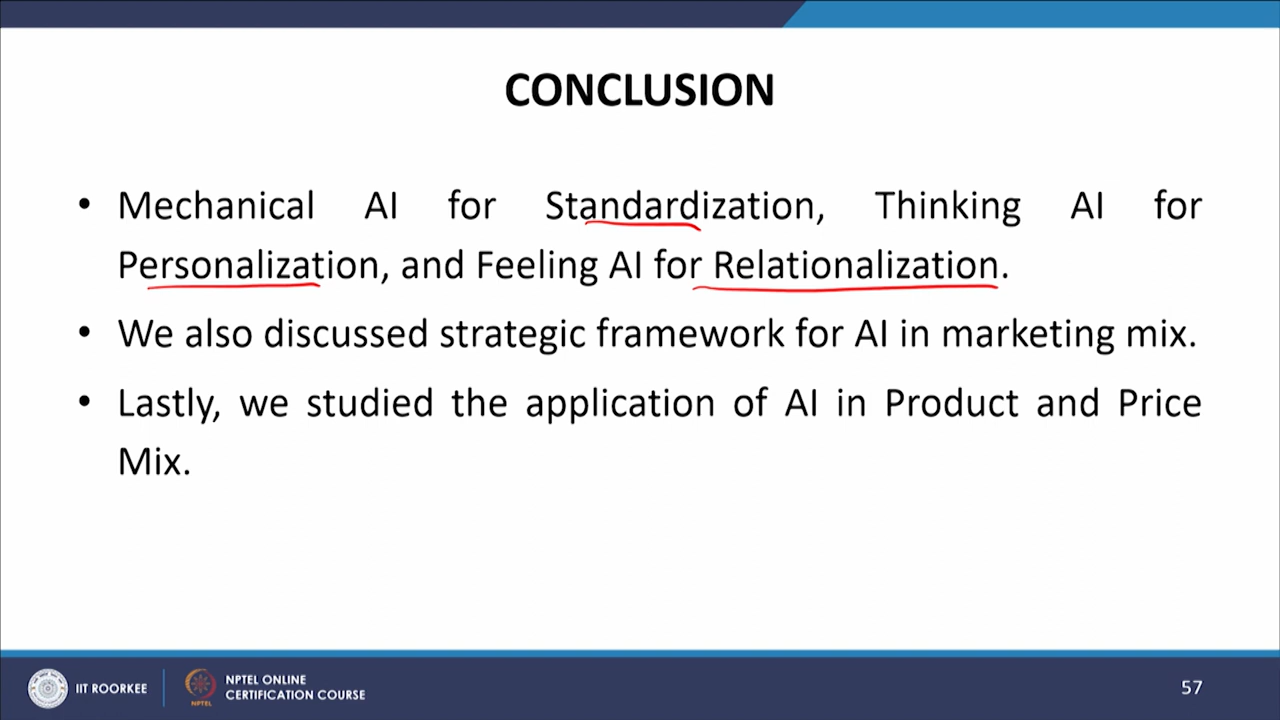 CONCLUSION
• Mechanical AI for Standardization, Thinking AI for
Personalization, and Feeling AI for Relationalization.
• We also discussed strategic framework for AI in marketing mix.
• Lastly, we studied the application of AI in Product and Price
Mix.
IIT ROORKEE
NPTEL
NPTEL ONLINE
CERTIFICATION COURSE
57